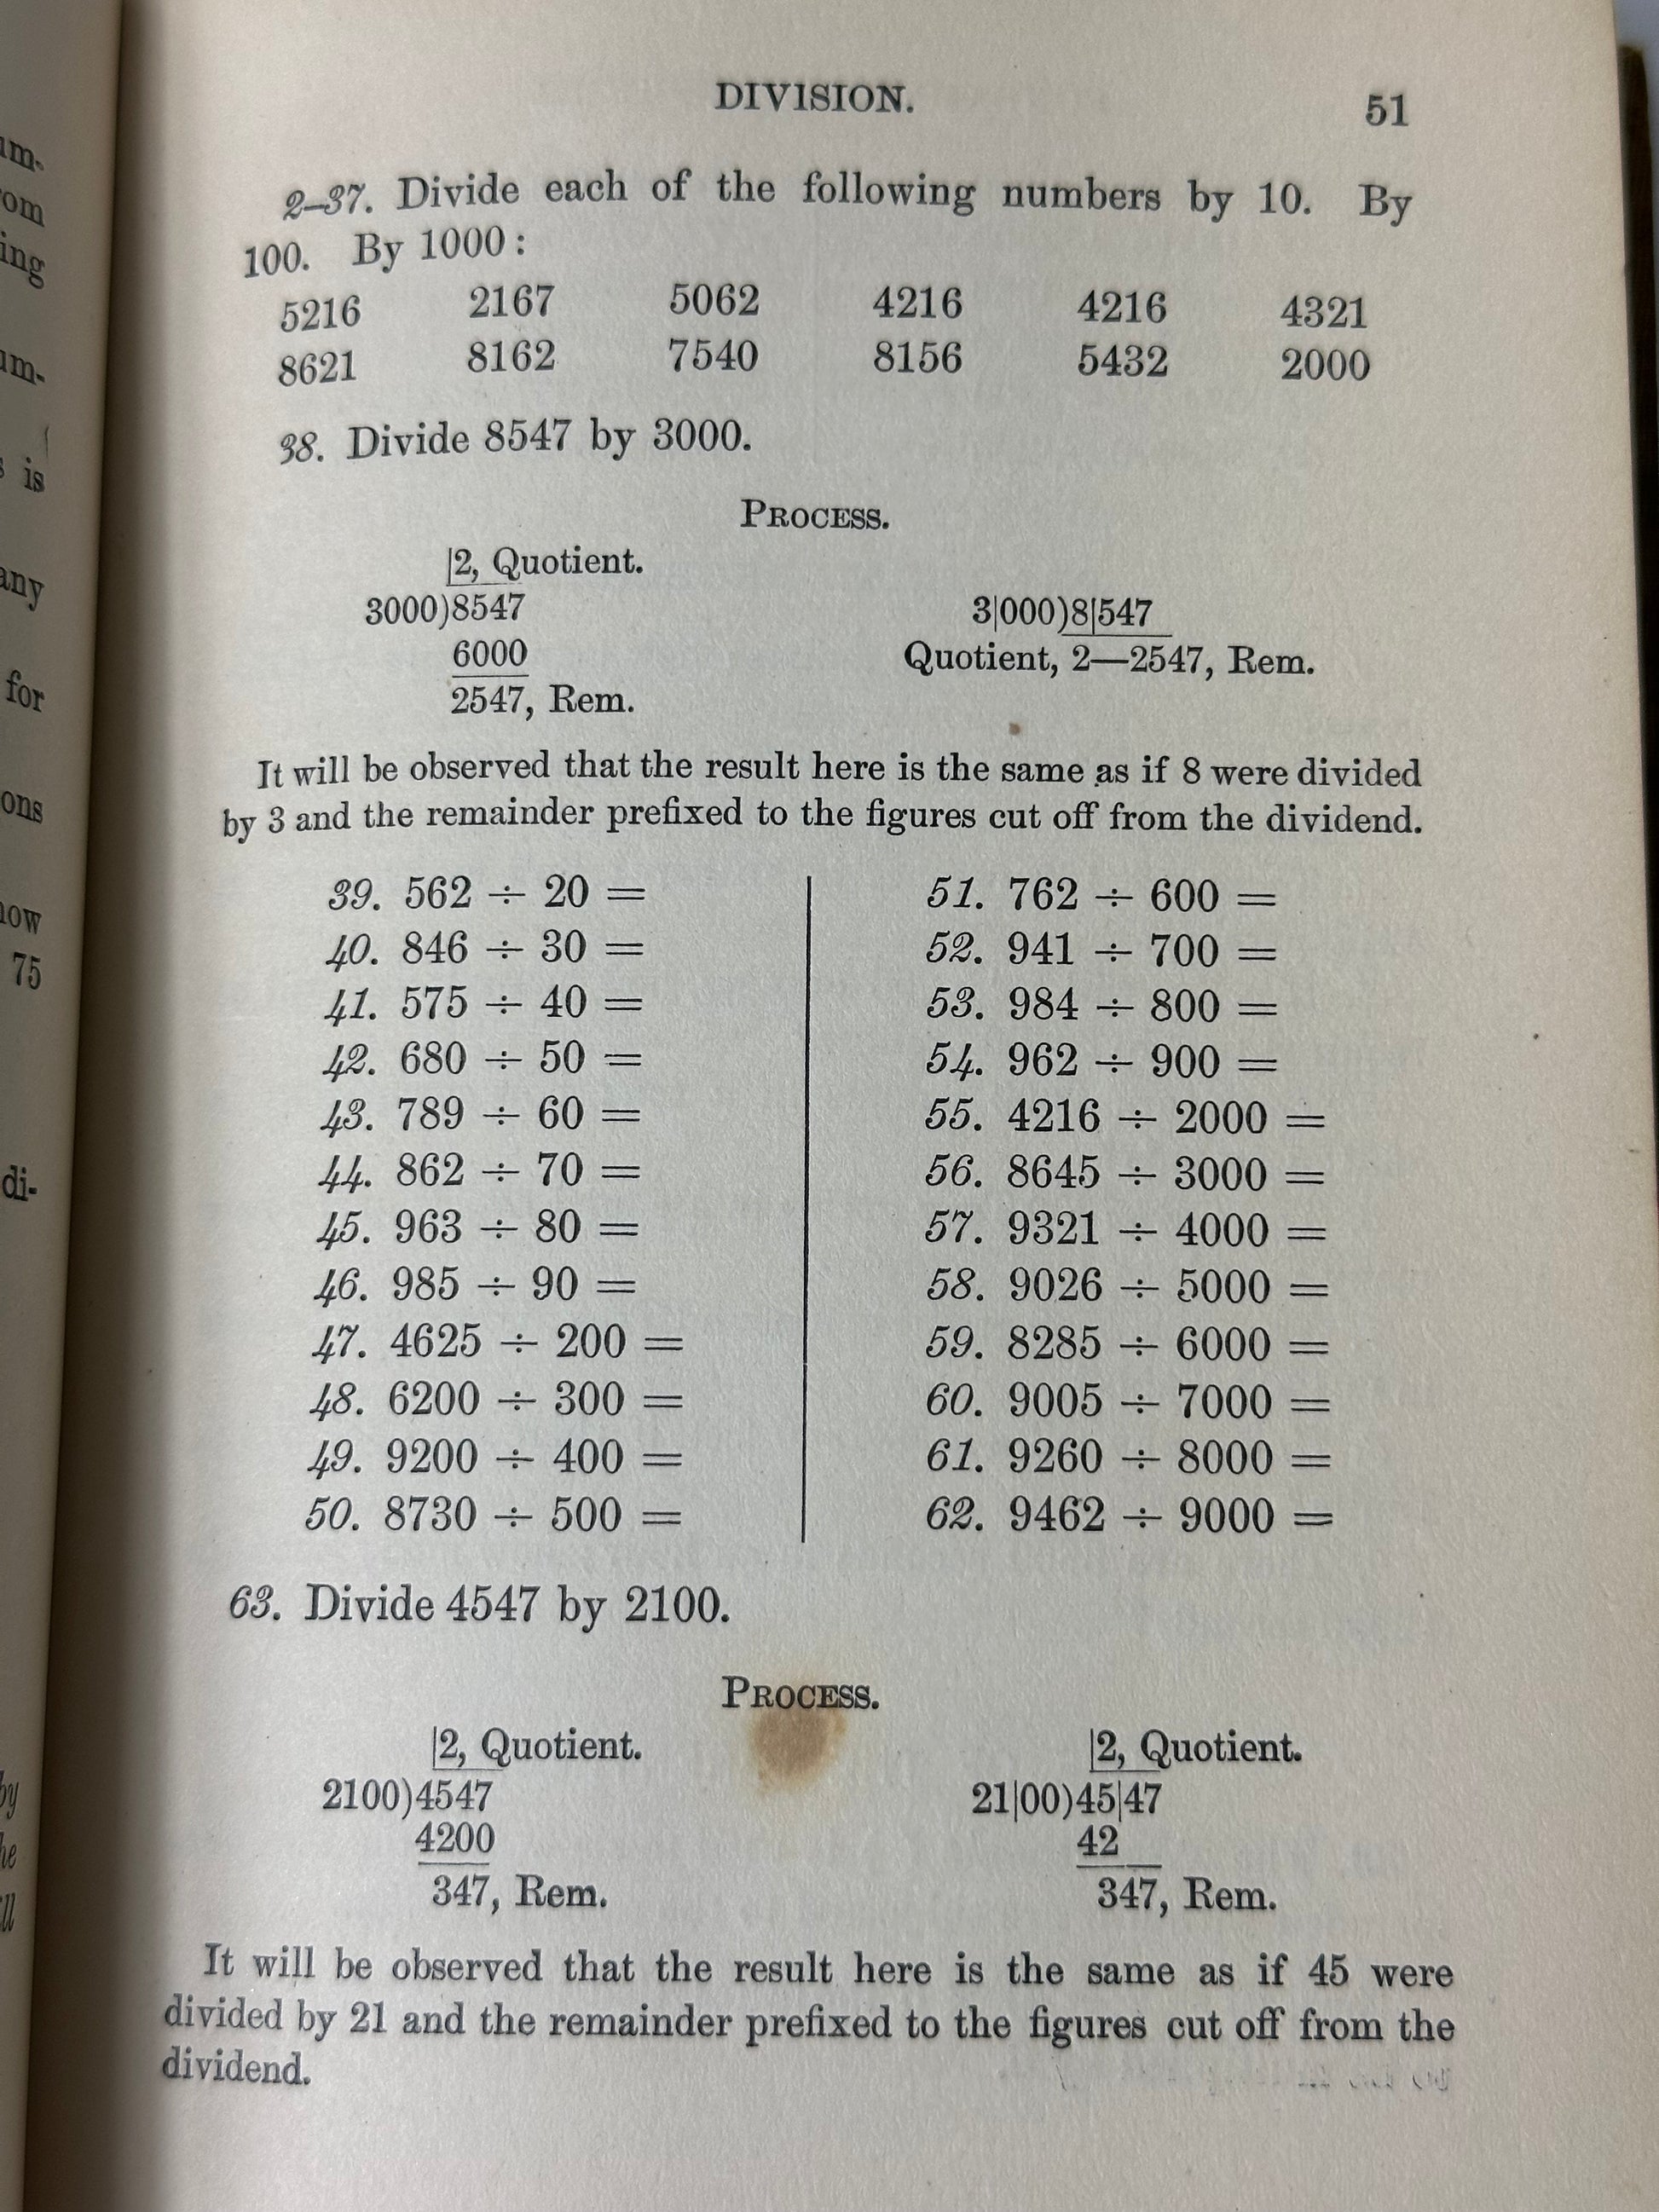 DIVISION.
51
2–37. Divide each of the following numbers by 10. By
100. By 1000:
5216 2167 5062 4216 4216 4321
8621 8162 7540 8156 5432 2000
38. Divide 8547 by 3000.
PROCESS.
|2, Quotient.
3000)8547
6000
2547, Rem.
3|000)8|547
Quotient, 2—2547, Rem.
It will be observed that the result here is the same as if 8 were divided
by 3 and the remainder prefixed to the figures cut off from the dividend.
39. 562 ÷ 20 =
40. 846 ÷ 30 =
41. 575 ÷ 40 =
42. 680 ÷ 50 =
43. 789 ÷ 60 =
44. 862 ÷ 70 =
45. 963 ÷ 80 =
46. 985 ÷ 90 =
47. 4625 ÷ 200 =
48. 6200 ÷ 300 =
49. 9200 ÷ 400 =
50. 8730 ÷ 500 =
51. 762 ÷ 600 =
52. 941 ÷ 700 =
53. 984 ÷ 800 =
54. 962 ÷ 900 =
55. 4216 ÷ 2000 =
56. 8645 ÷ 3000 =
57. 9321 ÷ 4000 =
58. 9026 ÷ 5000 =
59. 8285 ÷ 6000 =
60. 9005 ÷ 7000 =
61. 9260 ÷ 8000 =
62. 9462 ÷ 9000 =
63. Divide 4547 by 2100.
PROCESS.
|2, Quotient.
2100)4547
4200
347, Rem.
|2, Quotient.
21|00)45|47
42
347, Rem.
It will be observed that the result here is the same as if 45 were
divided by 21 and the remainder prefixed to the figures cut off from the
dividend.